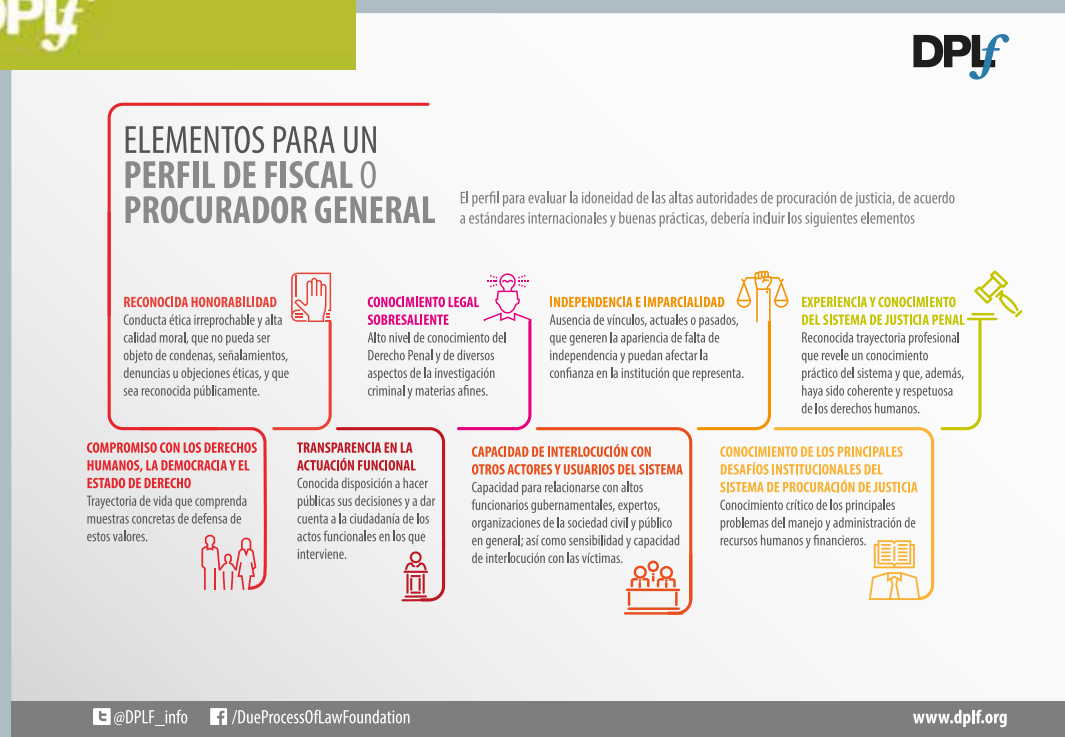 DPLf
DPLf
ELEMENTOS PARA UN
PERFIL DE FISCAL O
PROCURADOR GENERAL
El perfil para evaluar la idoneidad de las altas autoridades de procuración de justicia, de acuerdo
a estándares internacionales y buenas prácticas, debería incluir los siguientes elementos
RECONOCIDA HONORABILIDAD
Conducta ética irreprochable y alta
calidad moral, que no pueda ser
objeto de condenas, señalamientos,
denuncias u objeciones éticas, y que
sea reconocida públicamente.
CONOCIMIENTO LEGAL
SOBRESALIENTE
Alto nivel de conocimiento del
Derecho Penal y de diversos
aspectos de la investigación
criminal y materias afines.
INDEPENDENCIA E IMPARCIALIDAD
Ausencia de vínculos, actuales o pasados,
que generen la apariencia de falta de
independencia y puedan afectar la
confianza en la institución que representa.
EXPERIENCIA Y CONOCIMIENTO
DEL SISTEMA DE JUSTICIA PENAL
Reconocida trayectoria profesional
que revele un conocimiento
práctico del sistema y que, además,
haya sido coherente y respetuosa
de los derechos humanos.
COMPROMISO CON LOS DERECHOS
HUMANOS, LA DEMOCRACIA Y EL
ESTADO DE DERECHO
Trayectoria de vida que comprenda
muestras concretas de defensa de
estos valores.
TRANSPARENCIA EN LA
ACTUACIÓN FUNCIONAL
Conocida disposición a hacer
públicas sus decisiones y a dar
cuenta a la ciudadanía de los
actos funcionales en los que
interviene.
CAPACIDAD DE INTERLOCUCIÓN CON
OTROS ACTORES Y USUARIOS DEL SISTEMA
Capacidad para relacionarse con altos
funcionarios gubernamentales, expertos,
organizaciones de la sociedad civil y público
en general; así como sensibilidad y capacidad
de interlocución con las víctimas.
CONOCIMIENTO DE LOS PRINCIPALES
DESAFÍOS INSTITUCIONALES DEL
SISTEMA DE PROCURACIÓN DE JUSTICIA
Conocimiento crítico de los principales
problemas del manejo y administración de
recursos humanos y financieros.
@DPLF_info /DueProcessOfLawFoundation www.dplf.org